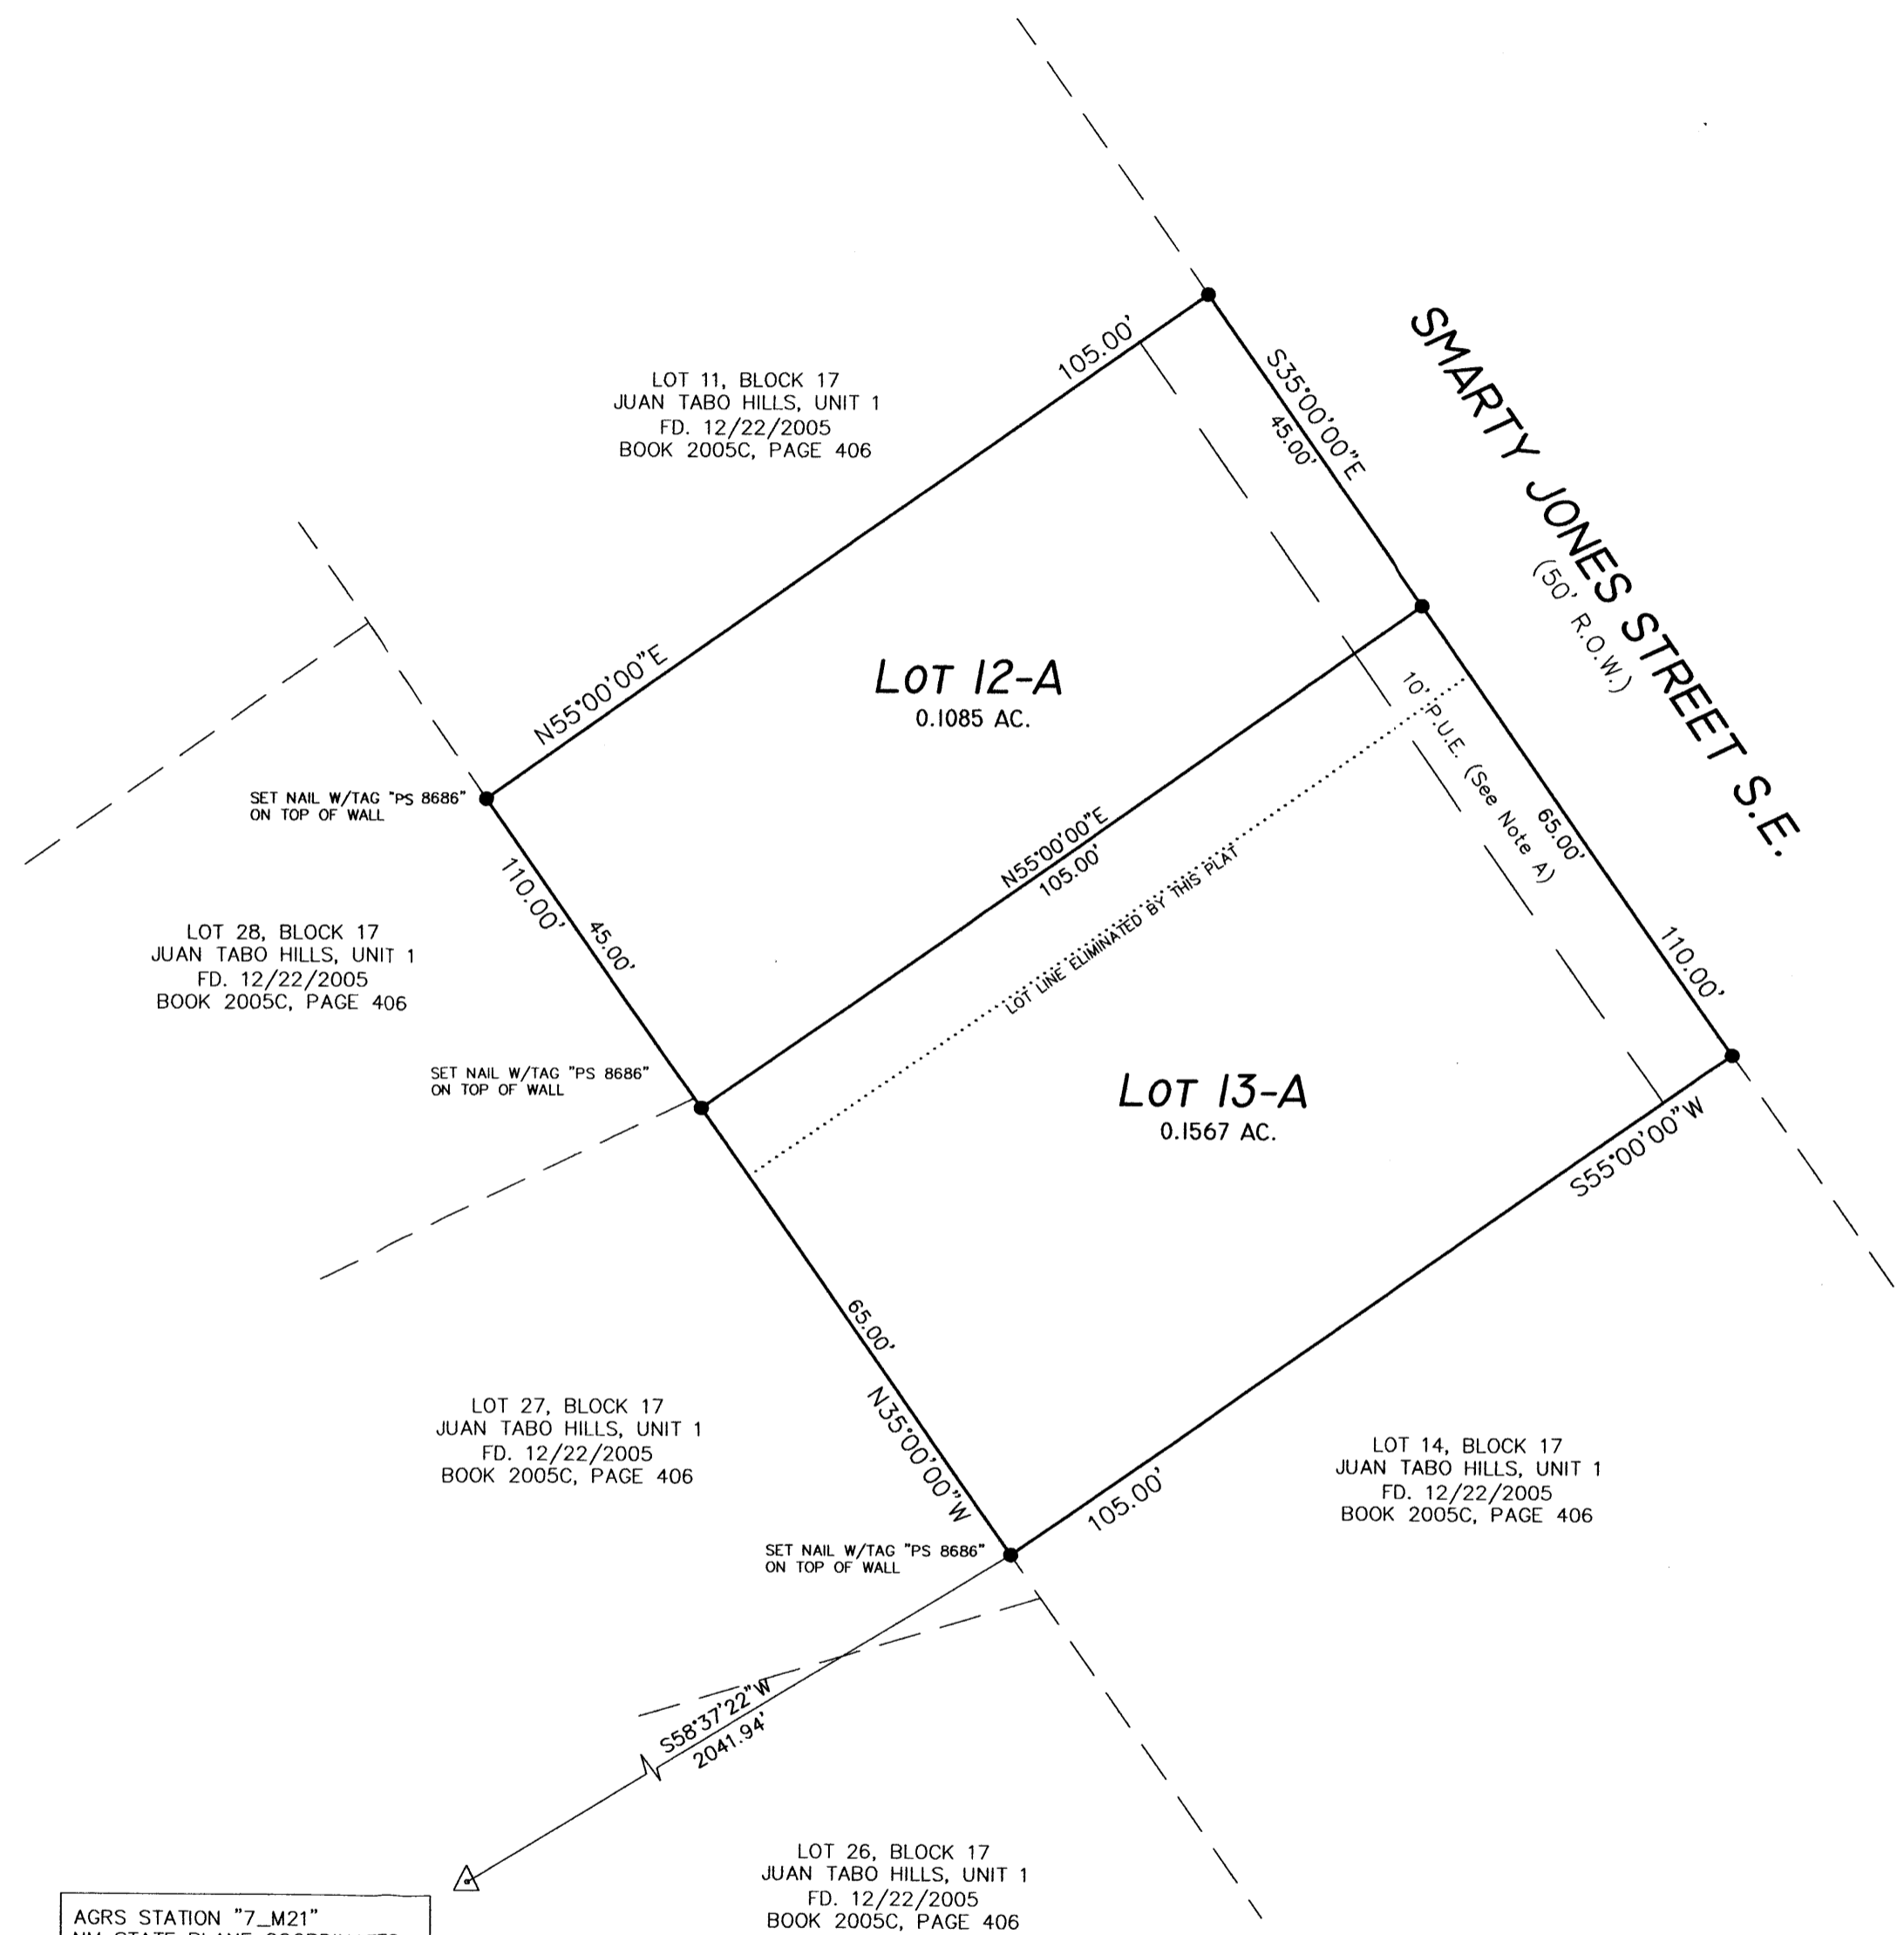 LOT 11, BLOCK 17
JUAN TABO HILLS, UNIT 1
FD. 12/22/2005
BOOK 2005C, PAGE 406
105.00'
S35°00'00"E
45.00'
SMARTY JONES STREET S.E.
(50' R.O.W.)
N55°00'00"E
LOT 12-A
0.1085 AC.
10' P.U.E. (See Note A)
65.00'
110.00'
SET NAIL W/TAG "PS 8686"
ON TOP OF WALL
110.00'
45.00'
N55°00'00"E
105.00'
LOT LINE ELIMINATED BY THIS PLAT
LOT 28, BLOCK 17
JUAN TABO HILLS, UNIT 1
FD. 12/22/2005
BOOK 2005C, PAGE 406
SET NAIL W/TAG "PS 8686"
ON TOP OF WALL
LOT 13-A
0.1567 AC.
S55°00'00"W
65.00'
N35°00'00"W
105.00'
LOT 27, BLOCK 17
JUAN TABO HILLS, UNIT 1
FD. 12/22/2005
BOOK 2005C, PAGE 406
LOT 14, BLOCK 17
JUAN TABO HILLS, UNIT 1
FD. 12/22/2005
BOOK 2005C, PAGE 406
SET NAIL W/TAG "PS 8686"
ON TOP OF WALL
S58°37'22"W
2041.94'
LOT 26, BLOCK 17
JUAN TABO HILLS, UNIT 1
FD. 12/22/2005
BOOK 2005C, PAGE 406
AGRS STATION "7_M21"